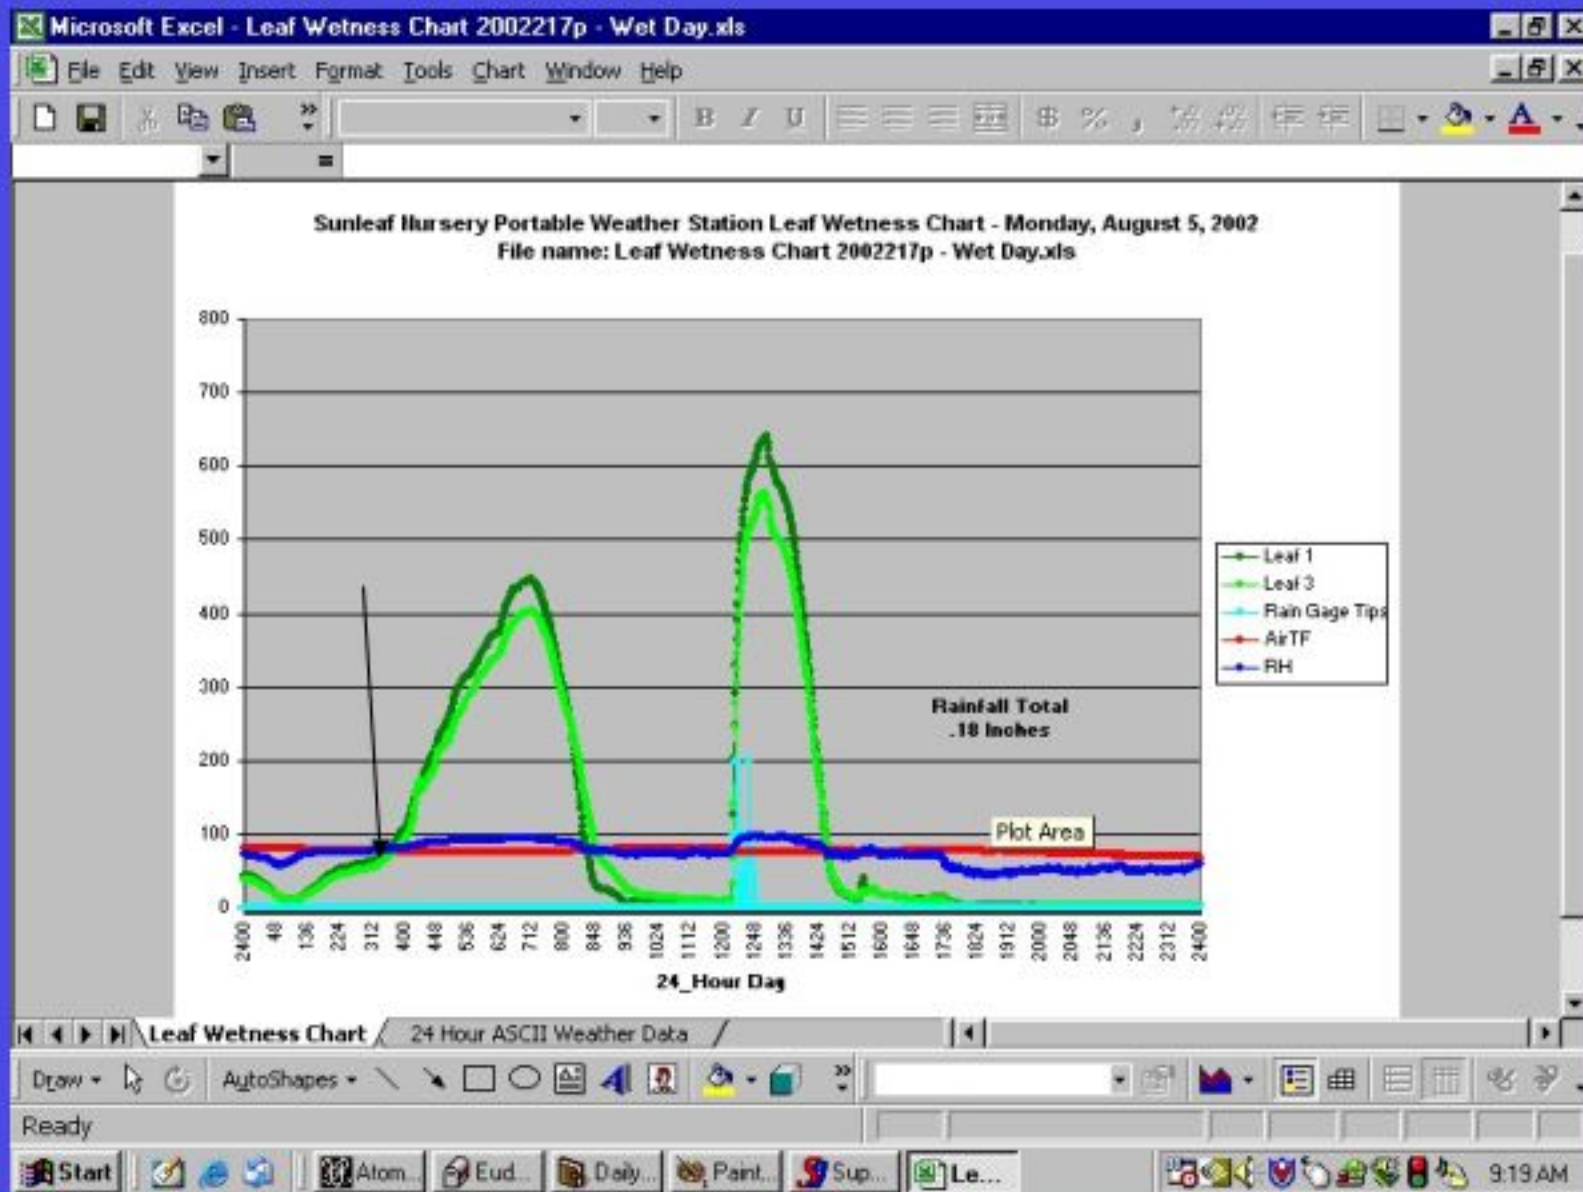 Microsoft Excel - Leaf Wetness Chart 2002217p - Wet Day.xls
File Edit View Insert Format Tools Chart Window Help
B I U $ % ,
=
Sunleaf Nursery Portable Weather Station Leaf Wetness Chart - Monday, August 5, 2002
File name: Leaf Wetness Chart 2002217p - Wet Day.xls
800
700
600
500
400
300
200
100
0
Leaf 1
Leaf 3
Rain Gage Tips
AirTF
RH
Rainfall Total
.18 Inches
Plot Area
2400 48 136 224 312 400 448 536 624 712 800 848 936 1024 1112 1200 1248 1336 1424 1512 1600 1648 1736 1824 1912 2000 2048 2136 2224 2312 2400
24_Hour Day
Leaf Wetness Chart 24 Hour ASCII Weather Data
Draw AutoShapes
Ready
Start Atom... Eud... Daily... Paint... Sup... Le... 9:19 AM